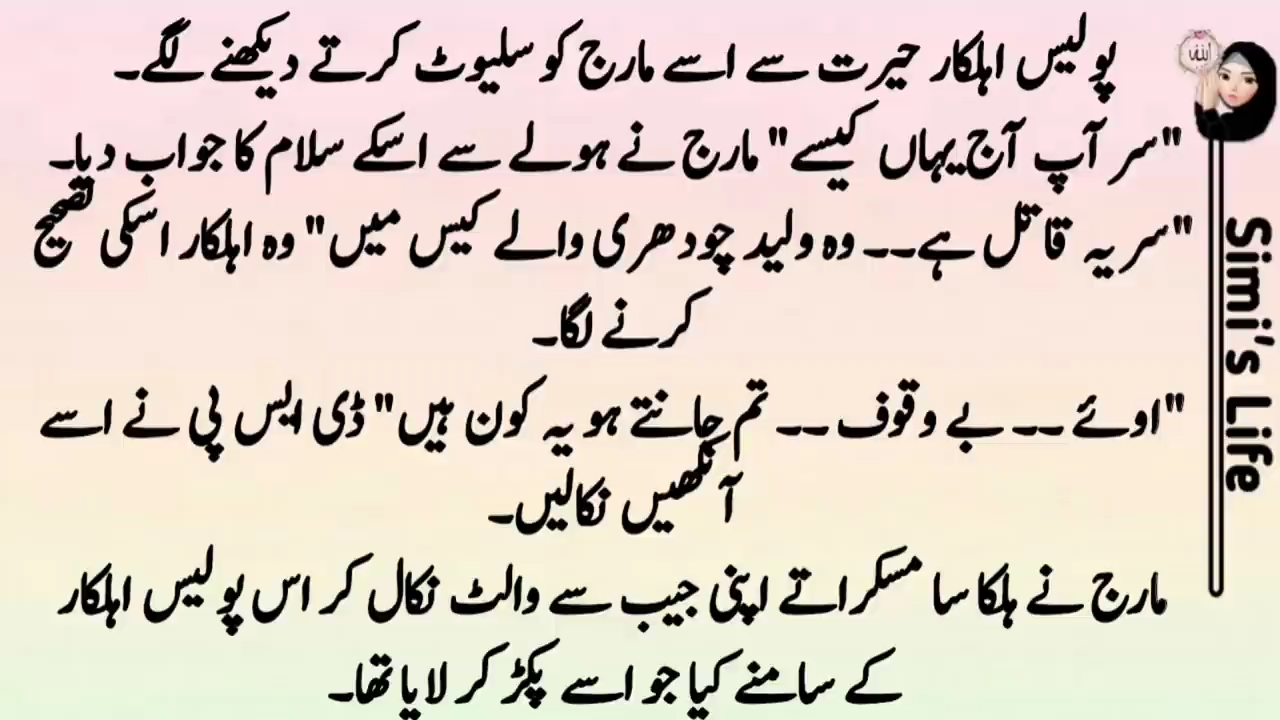 پولیس اہلکار حیرت سے اسے مارج کو سلیوٹ کرتے دیکھنے لگے۔
"سر آپ آج یہاں کیسے" مارج نے ہولے سے اسکے سلام کا جواب دیا۔
"سر یہ قاتل ہے۔۔ وہ ولید چودھری والے کیس میں" وہ اہلکار اسکی تصحیح
کرنے لگا۔
"اوئے ۔۔ بے وقوف ۔۔ تم جانتے ہو یہ کون ہیں" ڈی ایس پی نے اسے
آنکھیں نکالیں۔
مارج نے ہلکا سا مسکراتے اپنی جیب سے والٹ نکال کر اس پولیس اہلکار
کے سامنے کیا جو اسے پکڑ کر لایا تھا۔
اللہ
Simi's Life